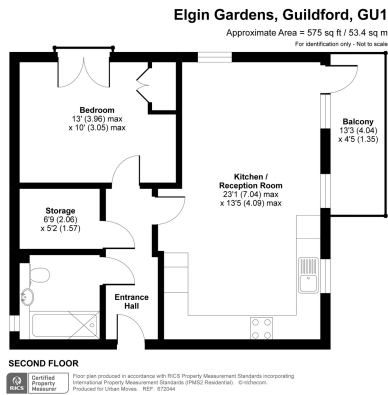 Elgin Gardens, Guildford, GU1
Approximate Area = 575 sq ft / 53.4 sq m
For identification only - Not to scale
Bedroom
13' (3.96) max
x 10' (3.05) max
Balcony
13'3 (4.04)
x 4'5 (1.35)
Kitchen /
Reception Room
23'1 (7.04) max
x 13'5 (4.09) max
Storage
6'9 (2.06)
x 5'2 (1.57)
Entrance
Hall
SECOND FLOOR
RICS
Certified
Property
Measurer
Floor plan produced in accordance with RICS Property Measurement Standards incorporating
International Property Measurement Standards (IPMS2 Residential). ©nichecom
Produced for Urban Moves. REF: 672044